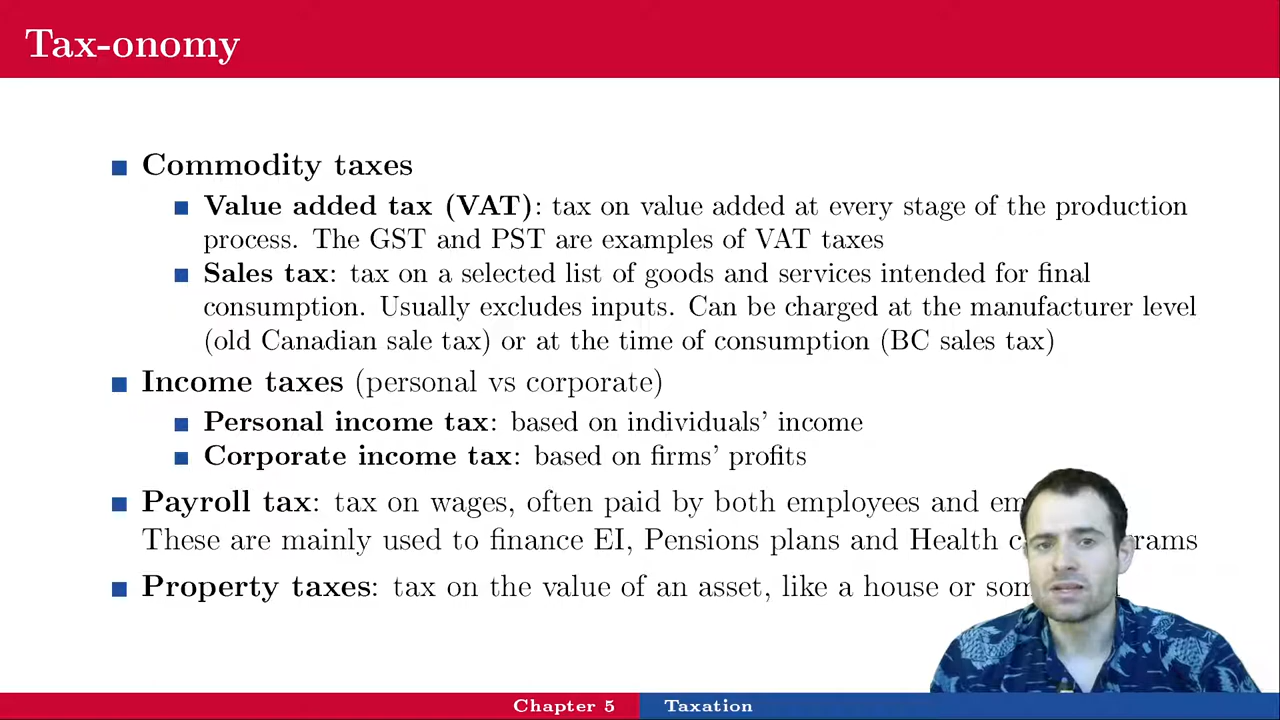 Tax-onomy
Commodity taxes
Value added tax (VAT): tax on value added at every stage of the production
process. The GST and PST are examples of VAT taxes
Sales tax: tax on a selected list of goods and services intended for final
consumption. Usually excludes inputs. Can be charged at the manufacturer level
(old Canadian sale tax) or at the time of consumption (BC sales tax)
Income taxes (personal vs corporate)
Personal income tax: based on individuals' income
Corporate income tax: based on firms' profits
Payroll tax: tax on wages, often paid by both employees and
These are mainly used to finance EI, Pensions plans and Health
Property taxes: tax on the value of an asset, like a house or
Chapter 5 Taxation